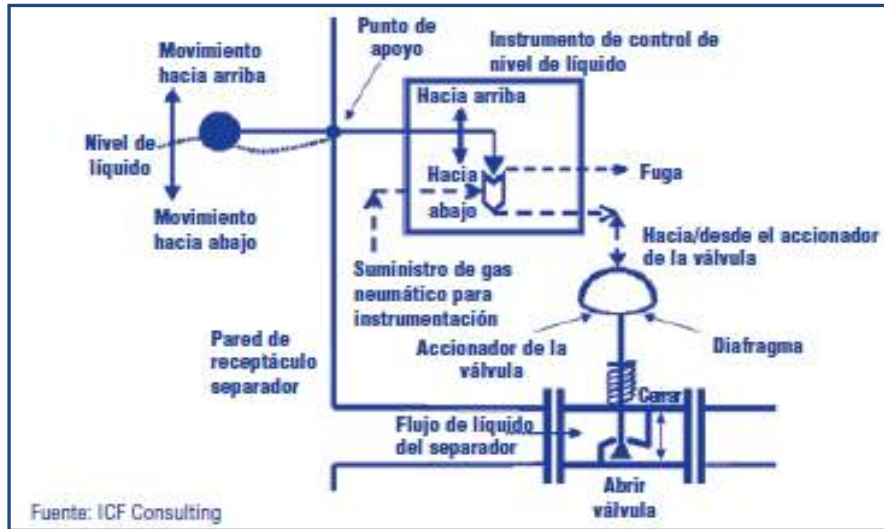 Movimiento
hacia arriba
Punto de
apoyo
Instrumento de control de
nivel de líquido
Hacia arriba
Nivel de
líquido
Hacia
abajo
Fuga
Movimiento
hacia abajo
Hacia/desde el accionador
de la válvula
Suministro de gas
neumático para
instrumentación
Pared de
receptáculo
separador
Accionador de la
válvula
Diafragma
Cerrar
Flujo de líquido
del separador
Abrir
válvula
Fuente: ICF Consulting